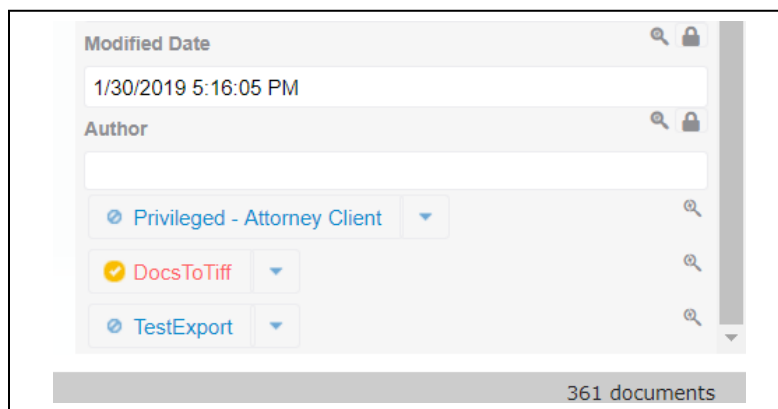 Modified Date
1/30/2019 5:16:05 PM
Author
Privileged - Attorney Client
DocsToTiff
TestExport
361 documents